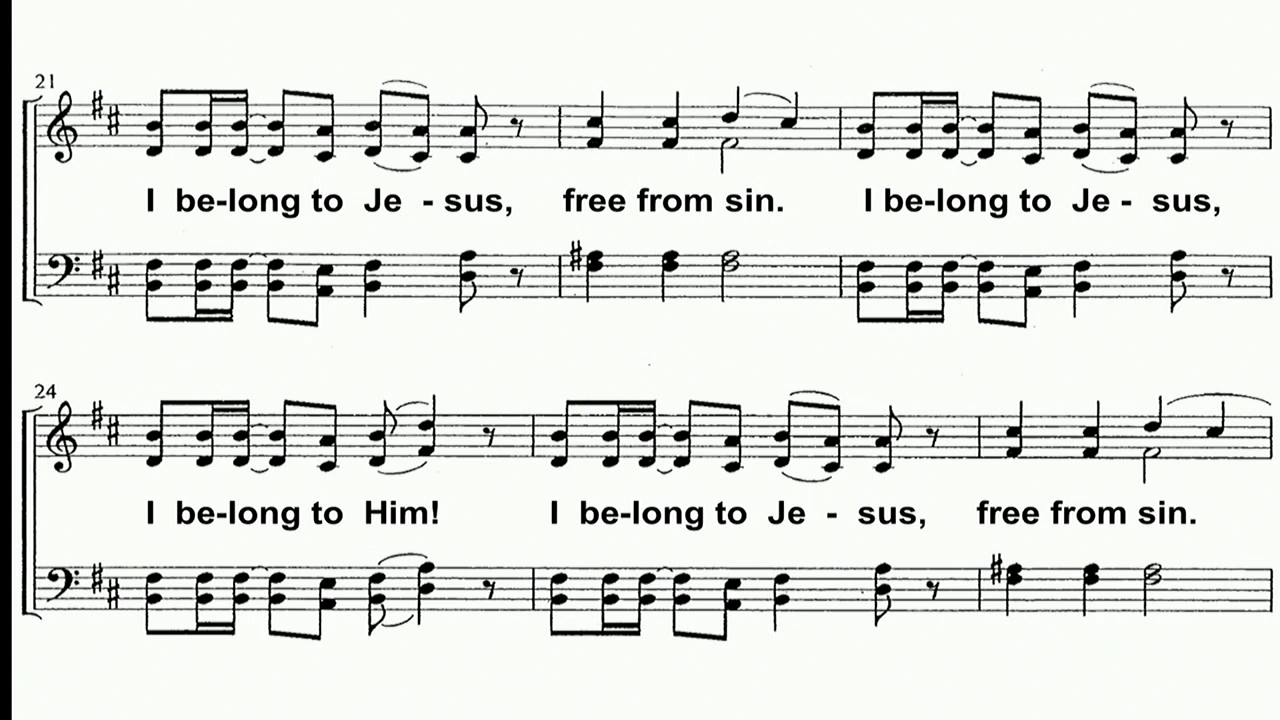 21
I be-long to Je - sus, free from sin. I be-long to Je - sus,
24
I be-long to Him! I be-long to Je - sus, free from sin.